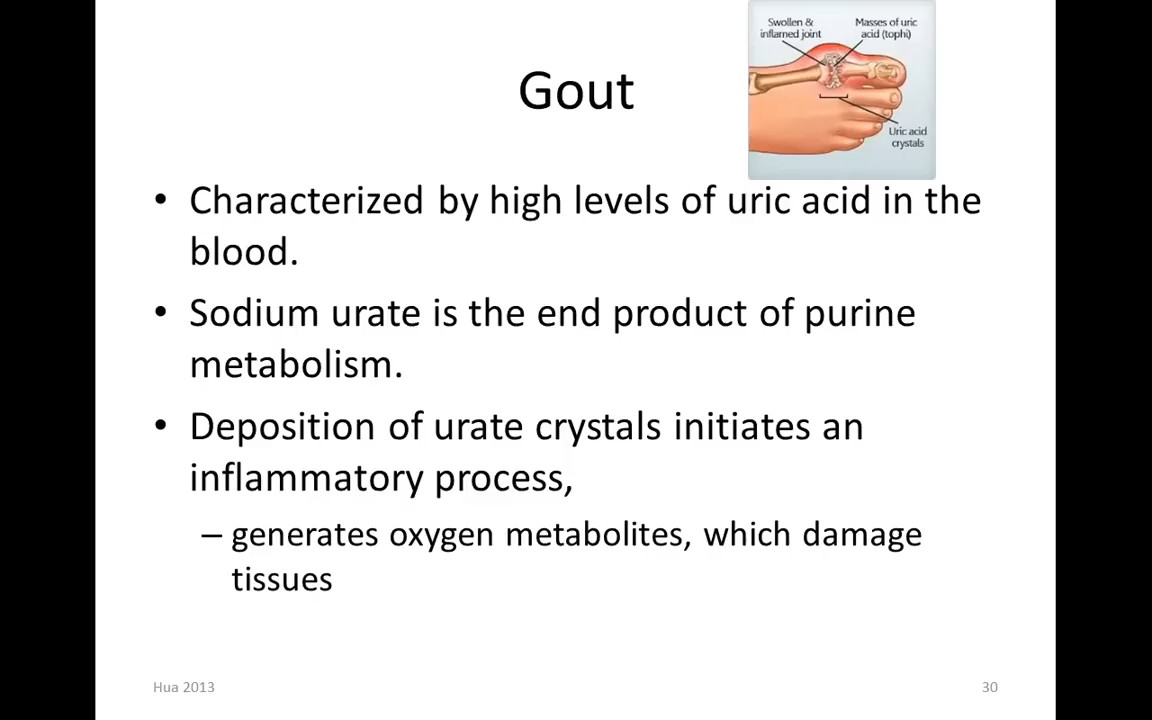 Swollen &
inflamed joint
Masses of uric
acid (tophi)
Gout
Uric acid
crystals
• Characterized by high levels of uric acid in the
blood.
• Sodium urate is the end product of purine
metabolism.
• Deposition of urate crystals initiates an
inflammatory process,
– generates oxygen metabolites, which damage
tissues
Hua 2013
30